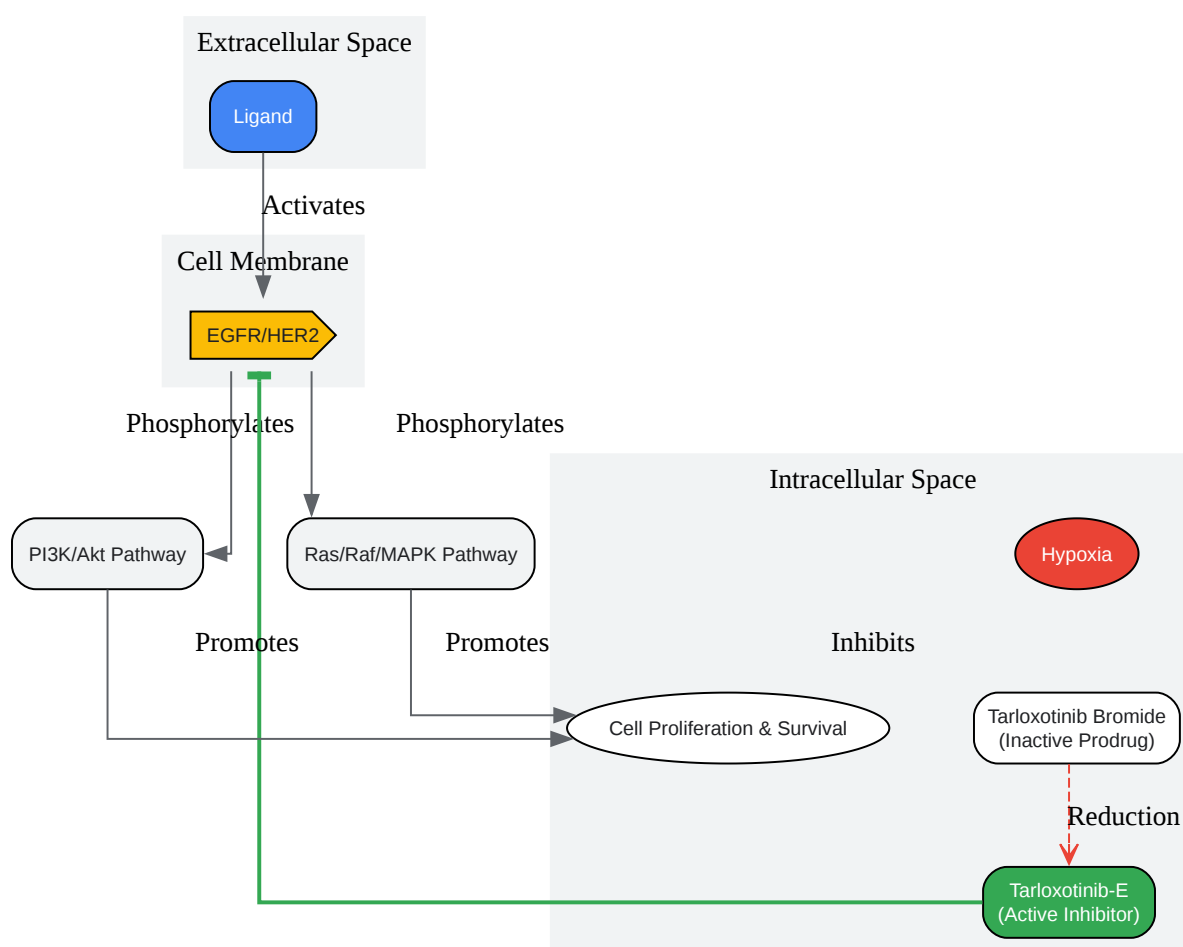 Extracellular Space
Ligand
Activates
Cell Membrane
EGFR/HER2
Phosphorylates
Phosphorylates
Intracellular Space
PI3K/Akt Pathway
Ras/Raf/MAPK Pathway
Hypoxia
Promotes
Promotes
Inhibits
Cell Proliferation & Survival
Tarloxotinib Bromide
(Inactive Prodrug)
Reduction
Tarloxotinib-E
(Active Inhibitor)